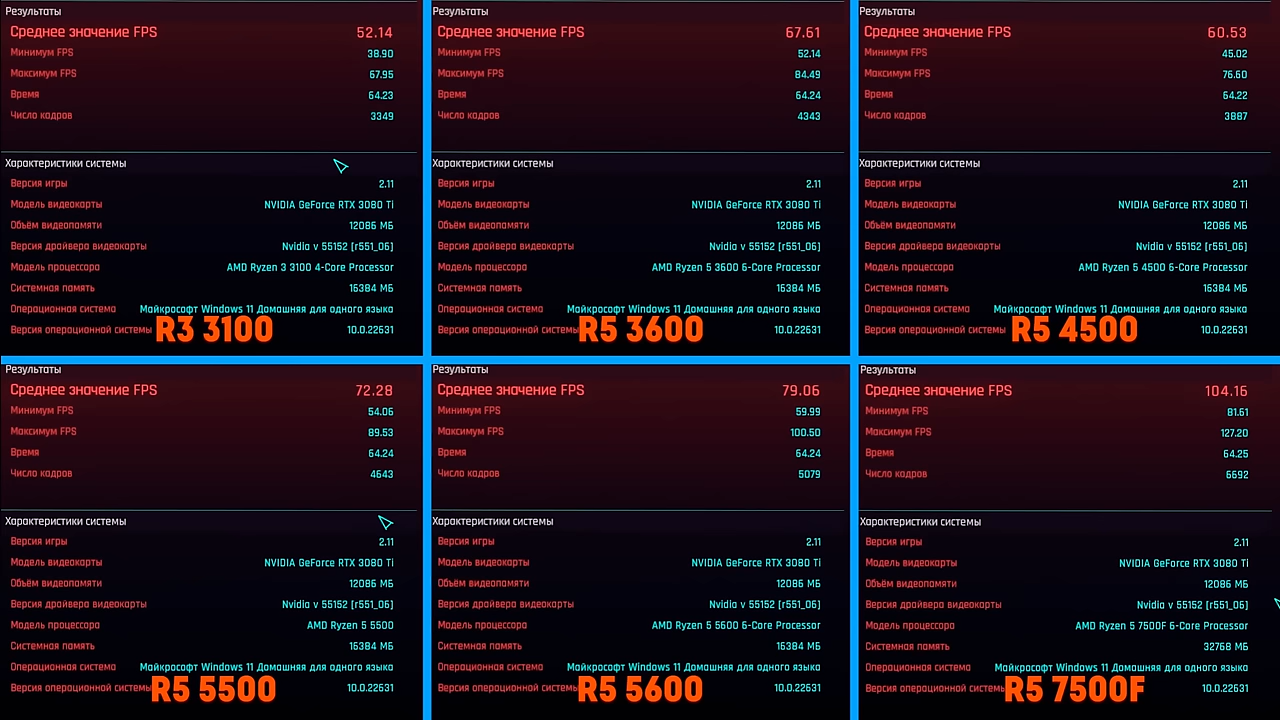 Результаты
Среднее значение FPS 52.14
Минимум FPS 38.90
Максимум FPS 67.95
Время 64.23
Число кадров 3349
Характеристики системы
Версия игры 2.11
Модель видеокарты NVIDIA GeForce RTX 3080 Ti
Объём видеопамяти 12086 МБ
Версия драйвера видеокарты Nvidia v 55152 [r551_06]
Модель процессора AMD Ryzen 3 3100 4-Core Processor
Системная память 16384 МБ
Операционная система Майкрософт Windows 11 Домашняя для одного языка
Версия операционной системы 10.0.22631
R3 3100
Результаты
Среднее значение FPS 67.61
Минимум FPS 52.14
Максимум FPS 84.49
Время 64.24
Число кадров 4343
Характеристики системы
Версия игры 2.11
Модель видеокарты NVIDIA GeForce RTX 3080 Ti
Объём видеопамяти 12086 МБ
Версия драйвера видеокарты Nvidia v 55152 [r551_06]
Модель процессора AMD Ryzen 5 3600 6-Core Processor
Системная память 16384 МБ
Операционная система Майкрософт Windows 11 Домашняя для одного языка
Версия операционной системы 10.0.22631
R5 3600
Результаты
Среднее значение FPS 60.53
Минимум FPS 45.02
Максимум FPS 76.60
Время 64.22
Число кадров 3887
Характеристики системы
Версия игры 2.11
Модель видеокарты NVIDIA GeForce RTX 3080 Ti
Объём видеопамяти 12086 МБ
Версия драйвера видеокарты Nvidia v 55152 [r551_06]
Модель процессора AMD Ryzen 5 4500 6-Core Processor
Системная память 16384 МБ
Операционная система Майкрософт Windows 11 Домашняя для одного языка
Версия операционной системы 10.0.22631
R5 4500
Результаты
Среднее значение FPS 72.28
Минимум FPS 54.06
Максимум FPS 89.53
Время 64.24
Число кадров 4643
Характеристики системы
Версия игры 2.11
Модель видеокарты NVIDIA GeForce RTX 3080 Ti
Объём видеопамяти 12086 МБ
Версия драйвера видеокарты Nvidia v 55152 [r551_06]
Модель процессора AMD Ryzen 5 5500
Системная память 16384 МБ
Операционная система Майкрософт Windows 11 Домашняя для одного языка
Версия операционной системы 10.0.22631
R5 5500
Результаты
Среднее значение FPS 79.06
Минимум FPS 59.99
Максимум FPS 100.50
Время 64.24
Число кадров 5079
Характеристики системы
Версия игры 2.11
Модель видеокарты NVIDIA GeForce RTX 3080 Ti
Объём видеопамяти 12086 МБ
Версия драйвера видеокарты Nvidia v 55152 [r551_06]
Модель процессора AMD Ryzen 5 5600 6-Core Processor
Системная память 16384 МБ
Операционная система Майкрософт Windows 11 Домашняя для одного языка
Версия операционной системы 10.0.22631
R5 5600
Результаты
Среднее значение FPS 104.16
Минимум FPS 81.61
Максимум FPS 127.20
Время 64.25
Число кадров 6692
Характеристики системы
Версия игры 2.11
Модель видеокарты NVIDIA GeForce RTX 3080 Ti
Объём видеопамяти 12086 МБ
Версия драйвера видеокарты Nvidia v 55152 [r551_06]
Модель процессора AMD Ryzen 5 7500F 6-Core Processor
Системная память 32768 МБ
Операционная система Майкрософт Windows 11 Домашняя для одного языка
Версия операционной системы 10.0.22631
R5 7500F